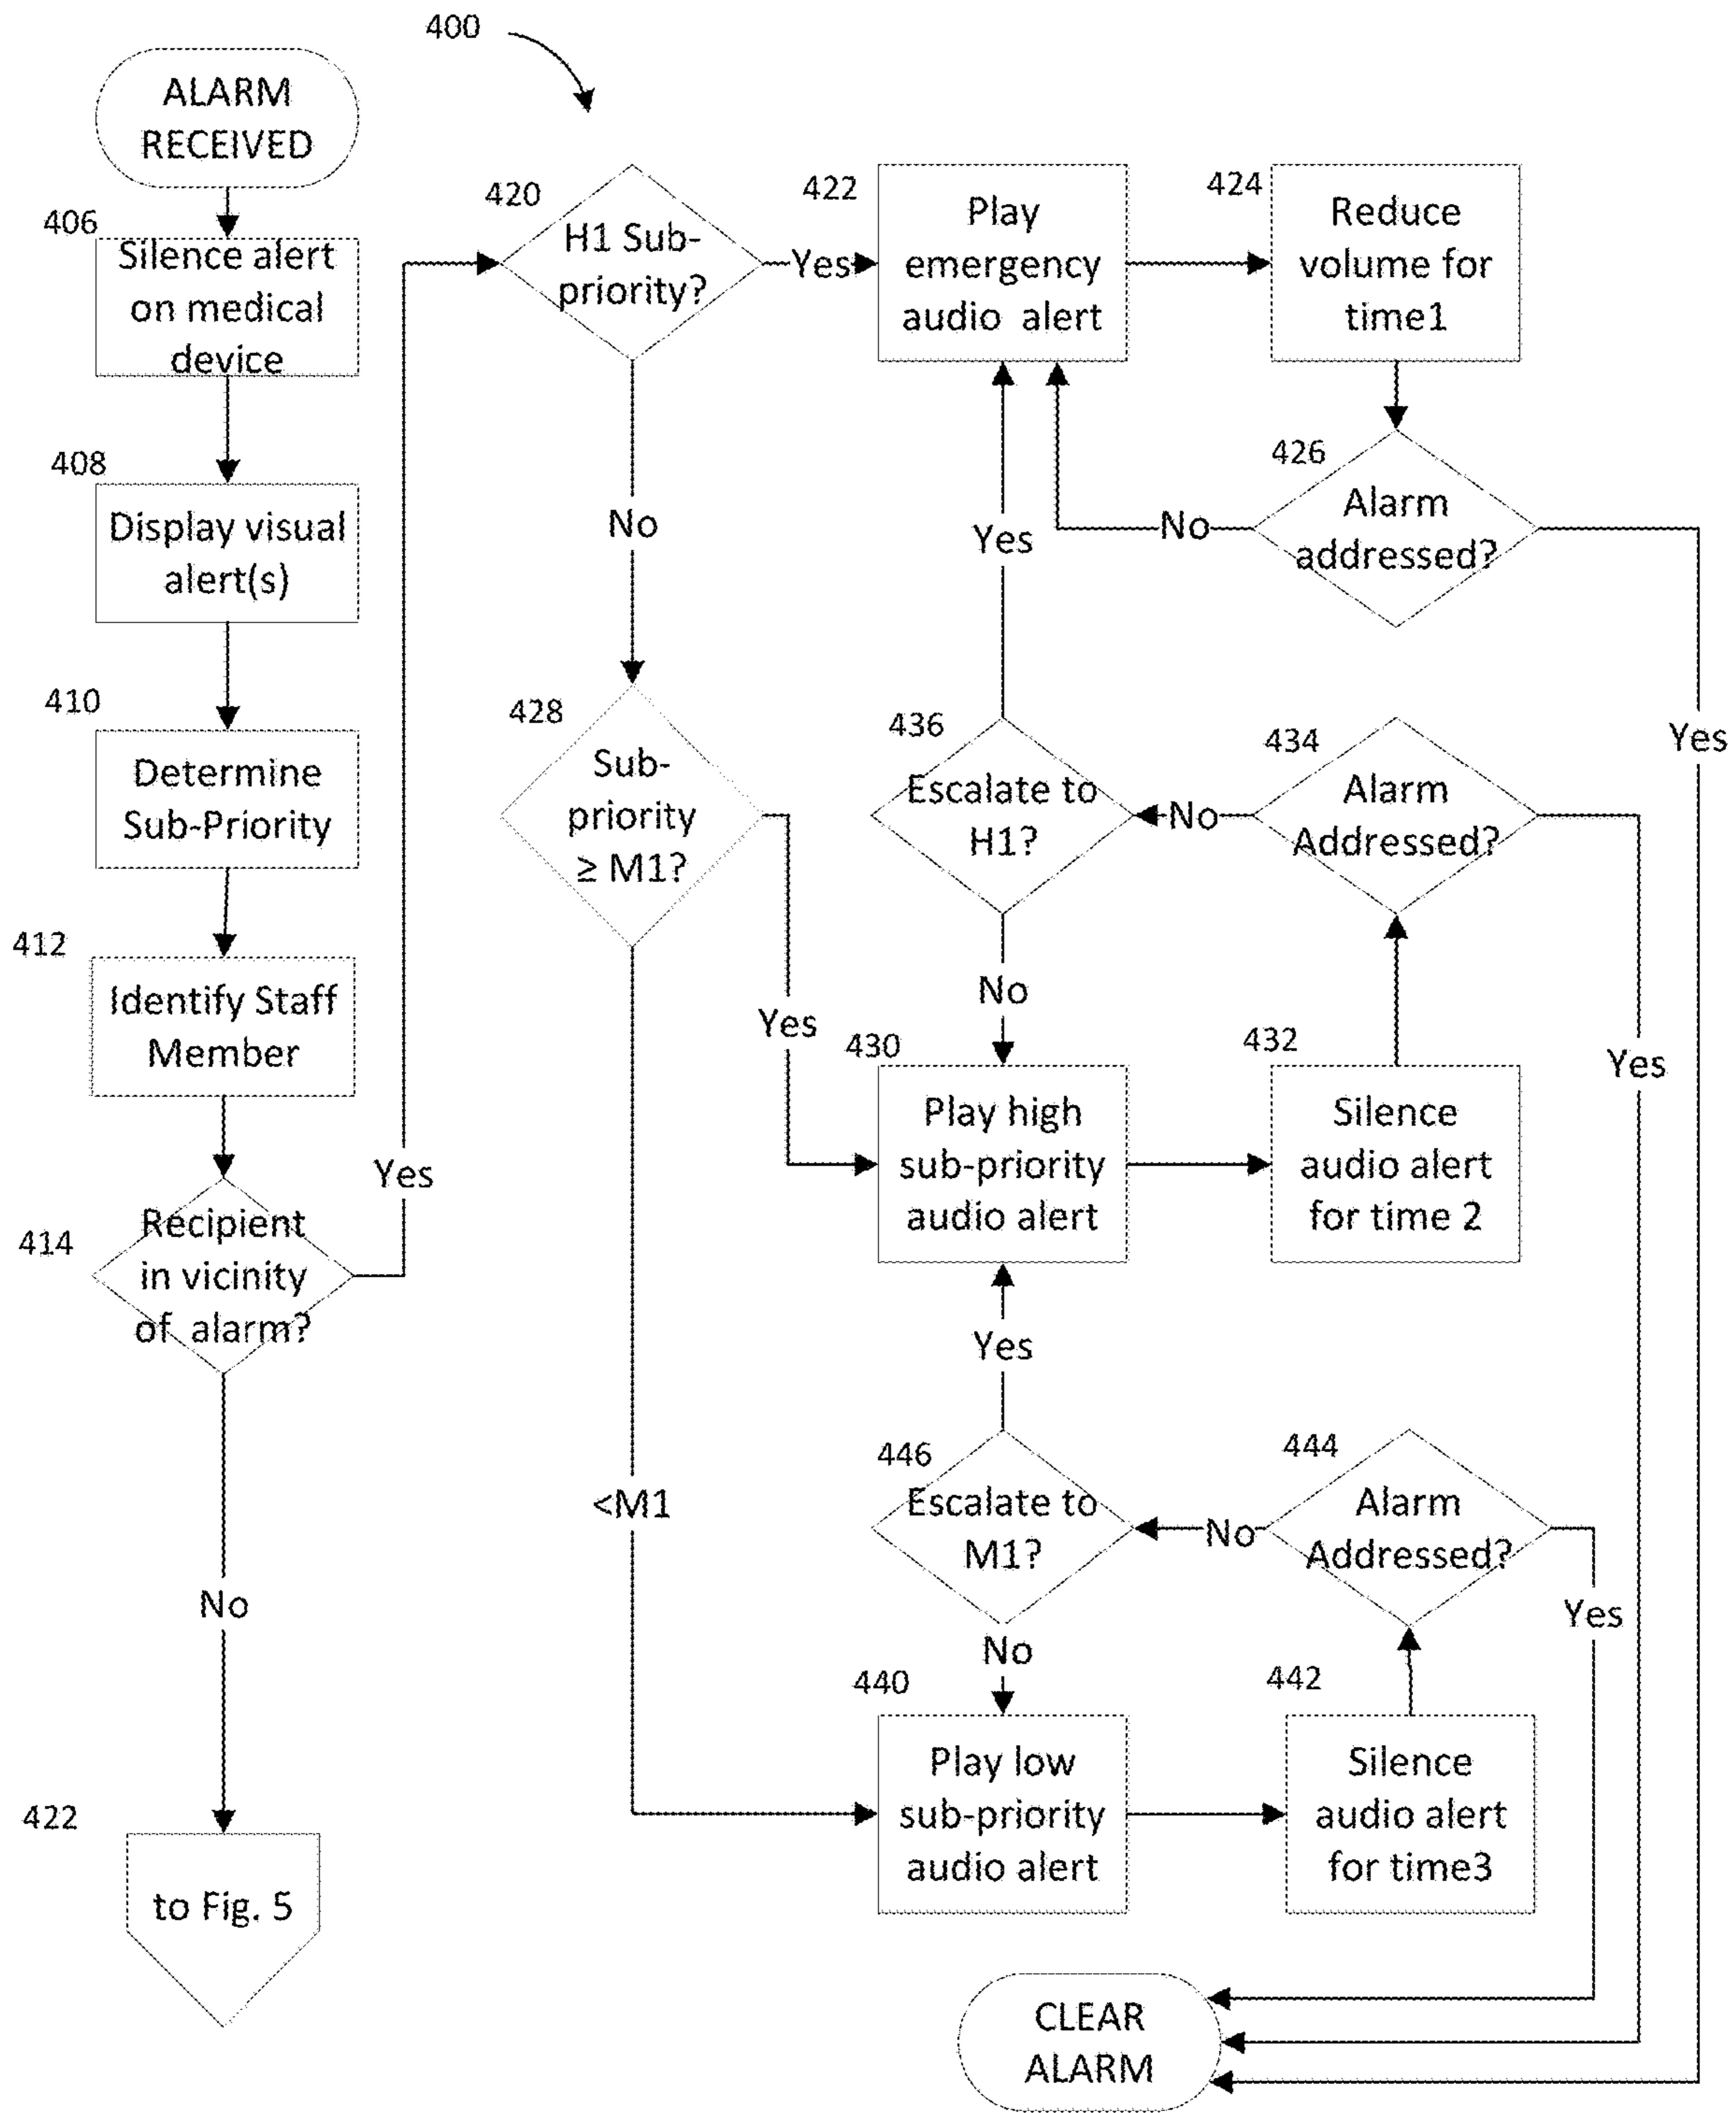 400
ALARM
RECEIVED
406
Silence alert
on medical
device
408
Display visual
alert(s)
410
Determine
Sub-Priority
412
Identify Staff
Member
414
Recipient
in vicinity
of alarm?
Yes
No
422
to Fig. 5
420
H1 Sub-
priority?
Yes
No
422
Play
emergency
audio alert
424
Reduce
volume for
time1
426
Alarm
addressed?
No
Yes
428
Sub-
priority
≥ M1?
Yes
<M1
436
Escalate to
H1?
Yes
No
434
Alarm
Addressed?
No
Yes
430
Play high
sub-priority
audio alert
432
Silence
audio alert
for time 2
446
Escalate to
M1?
Yes
No
444
Alarm
Addressed?
No
Yes
440
Play low
sub-priority
audio alert
442
Silence
audio alert
for time3
CLEAR
ALARM